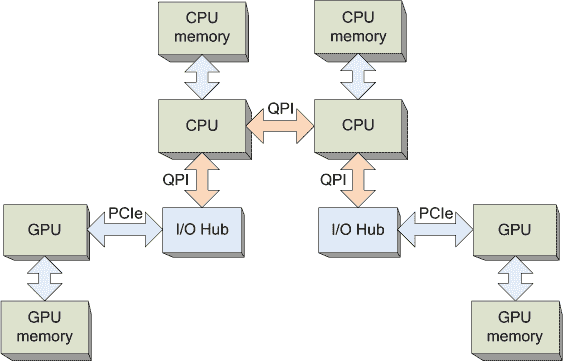 CPU
memory
CPU
memory
CPU
QPI
CPU
QPI
QPI
GPU
PCIe
I/O Hub
I/O Hub
PCIe
GPU
GPU
memory
GPU
memory